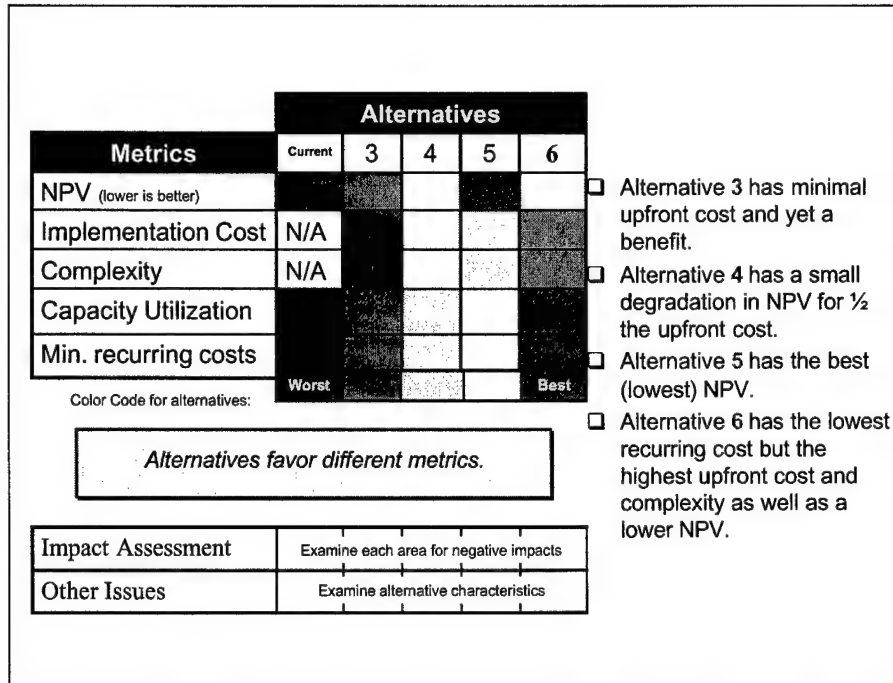 Alternatives
Metrics Current 3 4 5 6
NPV (lower is better)
Implementation Cost N/A
Complexity N/A
Capacity Utilization
Min. recurring costs
Color Code for alternatives: Worst Best
Alternatives favor different metrics.
Impact Assessment Examine each area for negative impacts
Other Issues Examine alternative characteristics
❑ Alternative 3 has minimal
upfront cost and yet a
benefit.
❑ Alternative 4 has a small
degradation in NPV for ½
the upfront cost.
❑ Alternative 5 has the best
(lowest) NPV.
❑ Alternative 6 has the lowest
recurring cost but the
highest upfront cost and
complexity as well as a
lower NPV.